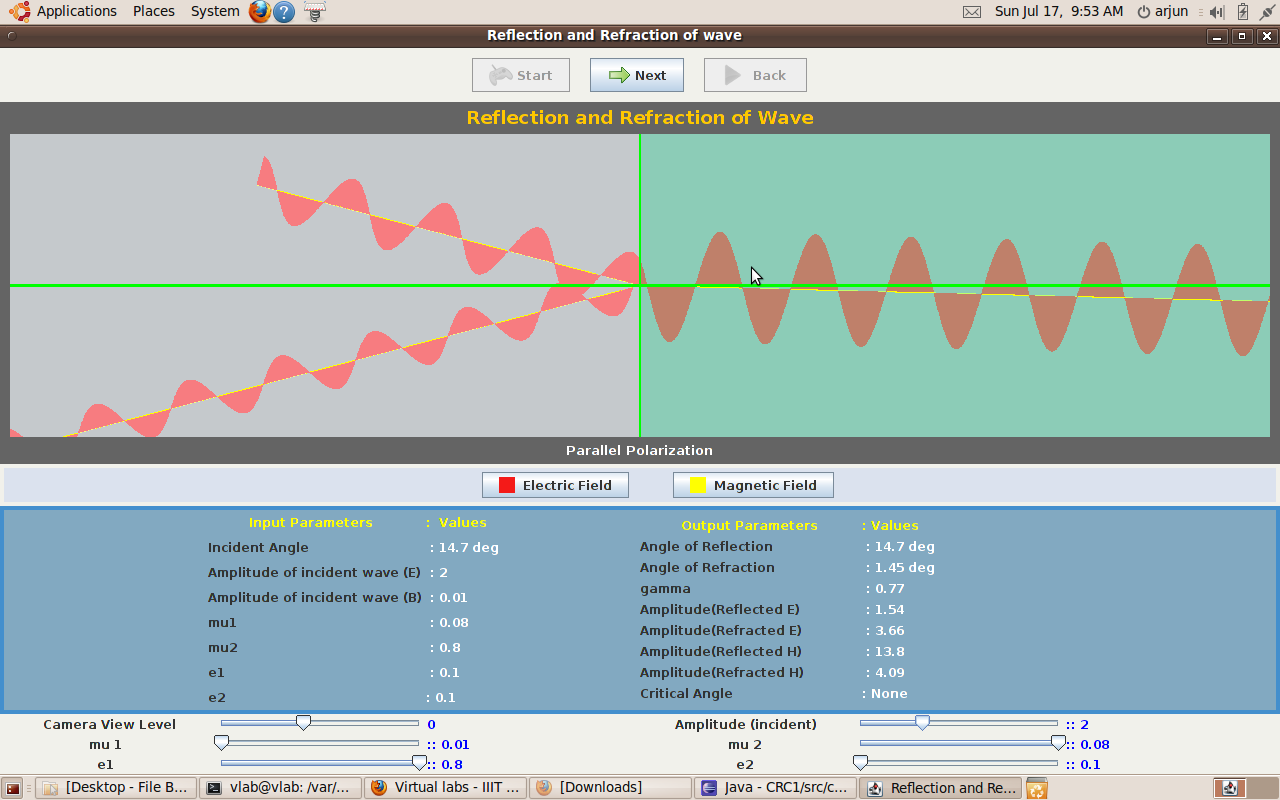 Applications Places System Sun Jul 17, 9:53 AM arjun
Reflection and Refraction of wave
Start Next Back
Reflection and Refraction of Wave
Parallel Polarization
Electric Field Magnetic Field
Input Parameters : Values
Incident Angle : 14.7 deg
Amplitude of incident wave (E) : 2
Amplitude of incident wave (B) : 0.01
mu1 : 0.08
mu2 : 0.8
e1 : 0.1
e2 : 0.1
Output Parameters : Values
Angle of Reflection : 14.7 deg
Angle of Refraction : 1.45 deg
gamma : 0.77
Amplitude(Reflected E) : 1.54
Amplitude(Refracted E) : 3.66
Amplitude(Reflected H) : 13.8
Amplitude(Refracted H) : 4.09
Critical Angle : None
Camera View Level 0 Amplitude (incident) :: 2
mu 1 :: 0.01 mu 2 :: 0.08
e1 :: 0.8 e2 :: 0.1
[Desktop - File B... vlab@vlab: /var/... Virtual labs - IIIT ... [Downloads] Java - CRC1/src/c... Reflection and Re...